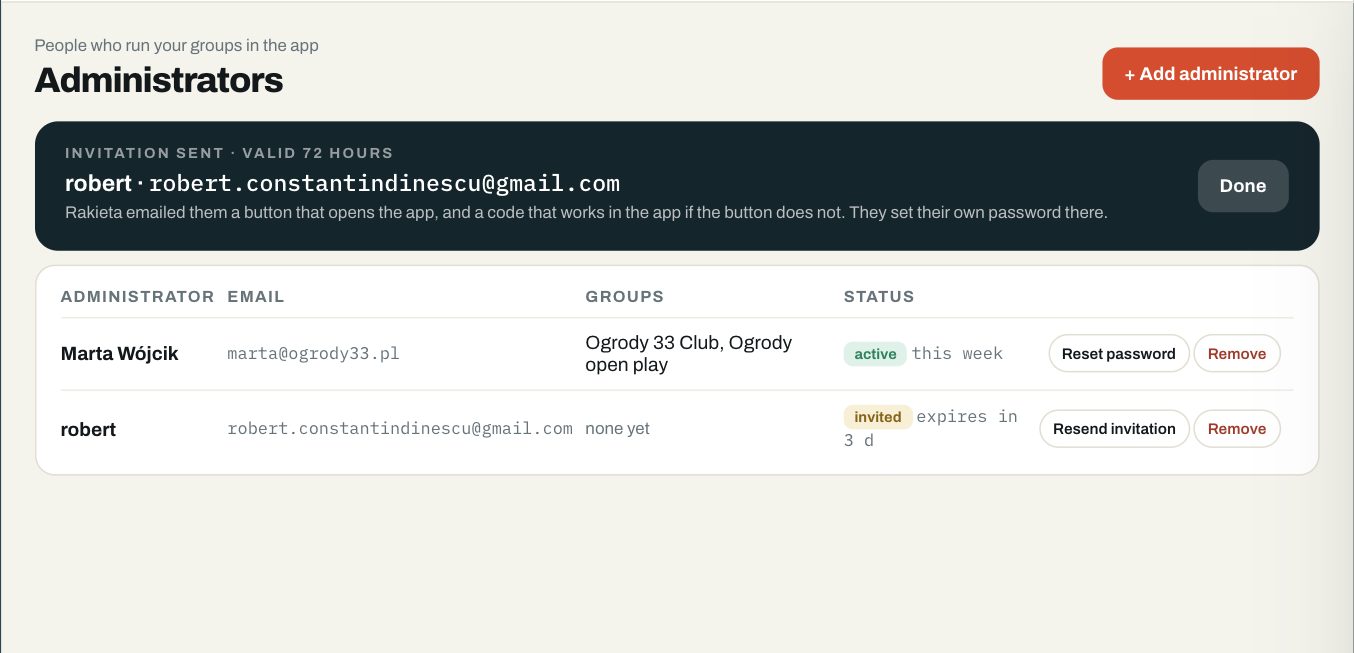 People who run your groups in the app
Administrators
+ Add administrator
INVITATION SENT · VALID 72 HOURS
robert · robert.constantindinescu@gmail.com
Rakieta emailed them a button that opens the app, and a code that works in the app if the button does not. They set their own password there.
Done
ADMINISTRATOR EMAIL GROUPS STATUS
Marta Wójcik marta@ogrody33.pl Ogrody 33 Club, Ogrody open play active this week Reset password Remove
robert robert.constantindinescu@gmail.com none yet invited expires in 3 d Resend invitation Remove